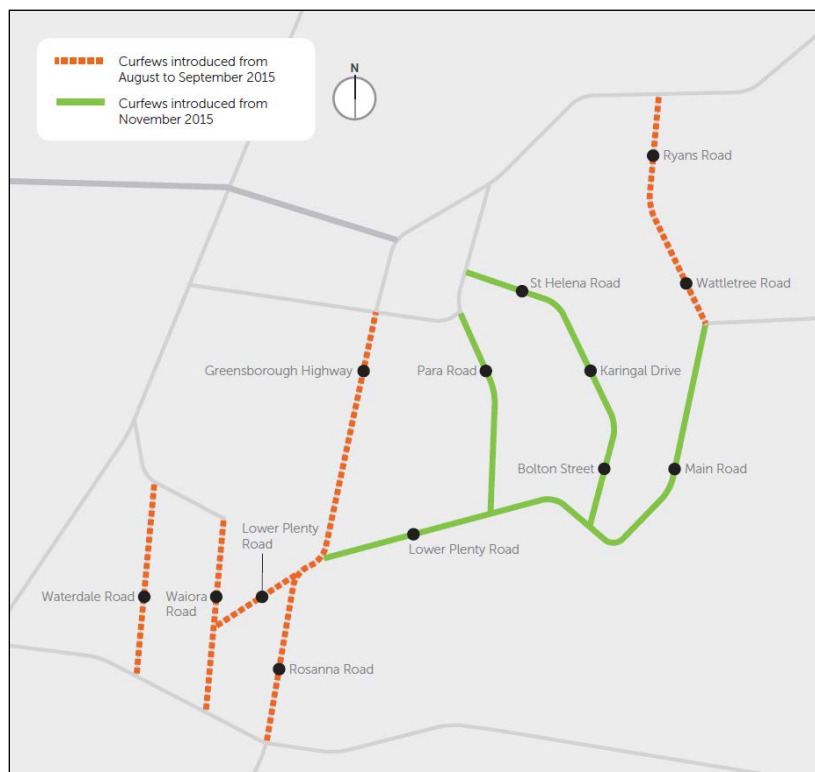 Curfews introduced from
August to September 2015
Curfews introduced from
November 2015
N
Ryans Road
St Helena Road
Wattletree Road
Greensborough Highway
Para Road
Karingal Drive
Bolton Street
Main Road
Lower Plenty
Road
Lower Plenty Road
Waterdale Road
Waiora
Road
Rosanna Road